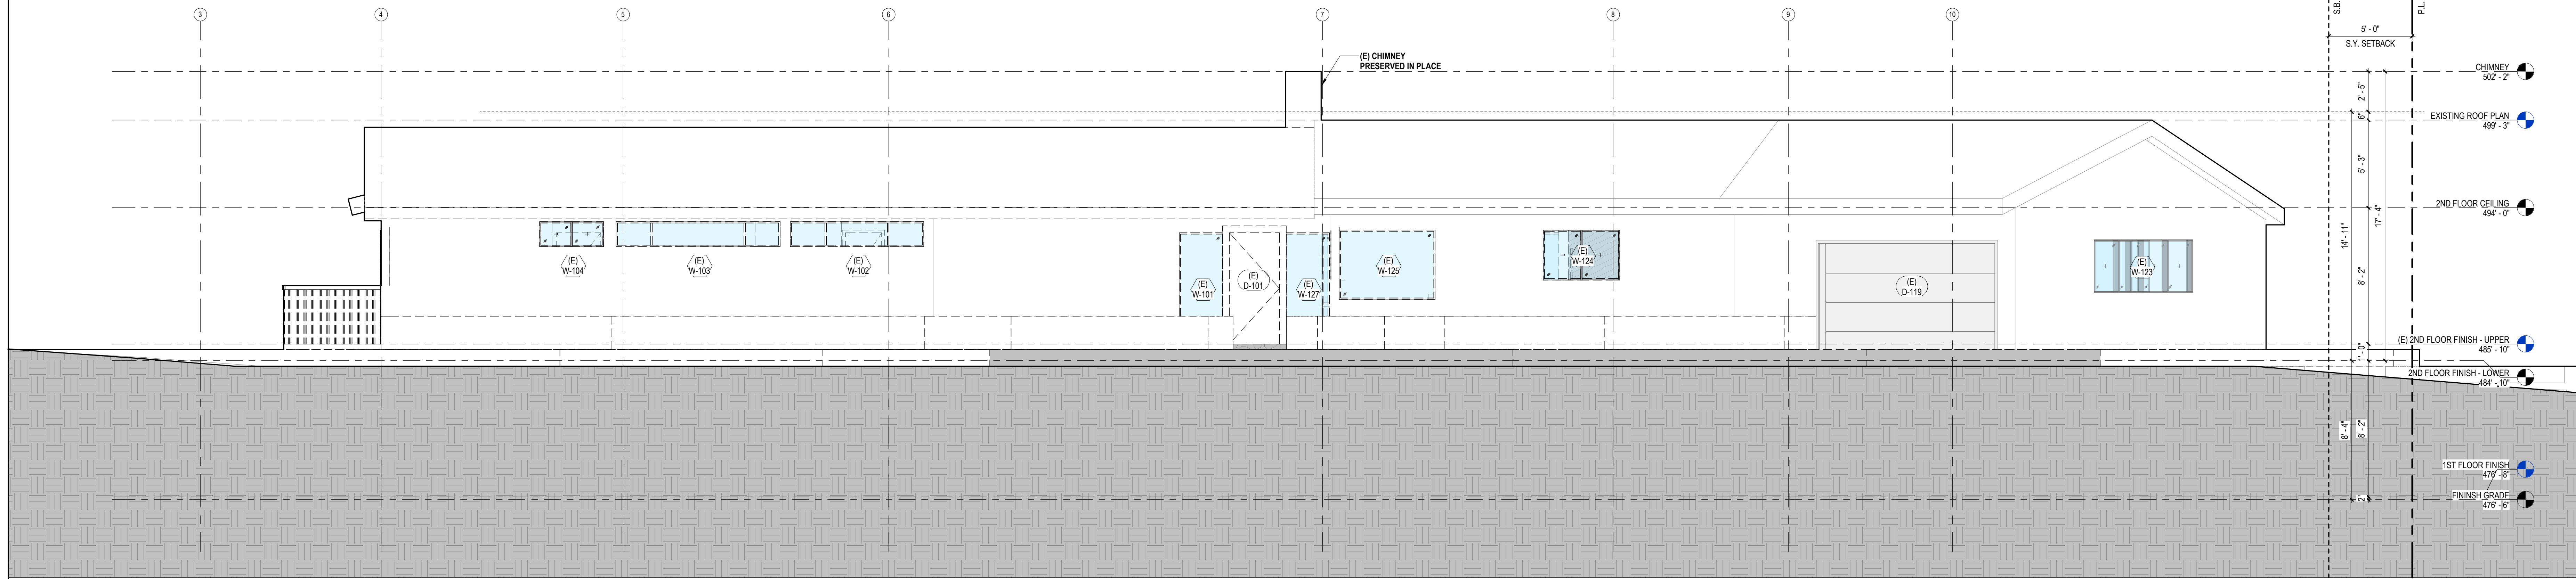 3
4
5
6
7
8
9
10
S.B.
P.L.
5' - 0"
S.Y. SETBACK
(E) CHIMNEY
PRESERVED IN PLACE
CHIMNEY
502' - 2"
2' - 5"
6"
EXISTING ROOF PLAN
499' - 3"
5' - 3"
2ND FLOOR CEILING
494' - 0"
17' - 4"
14' - 11"
8' - 2"
(E)
W-104
(E)
W-103
(E)
W-102
(E)
W-101
(E)
D-101
(E)
W-127
(E)
W-125
(E)
W-124
(E)
D-119
(E)
W-123
(E) 2ND FLOOR FINISH - UPPER
485' - 10"
1' - 0"
2ND FLOOR FINISH - LOWER
484' - 10"
8' - 4"
8' - 2"
1ST FLOOR FINISH
476' - 8"
2"
FININSH GRADE
476' - 6"